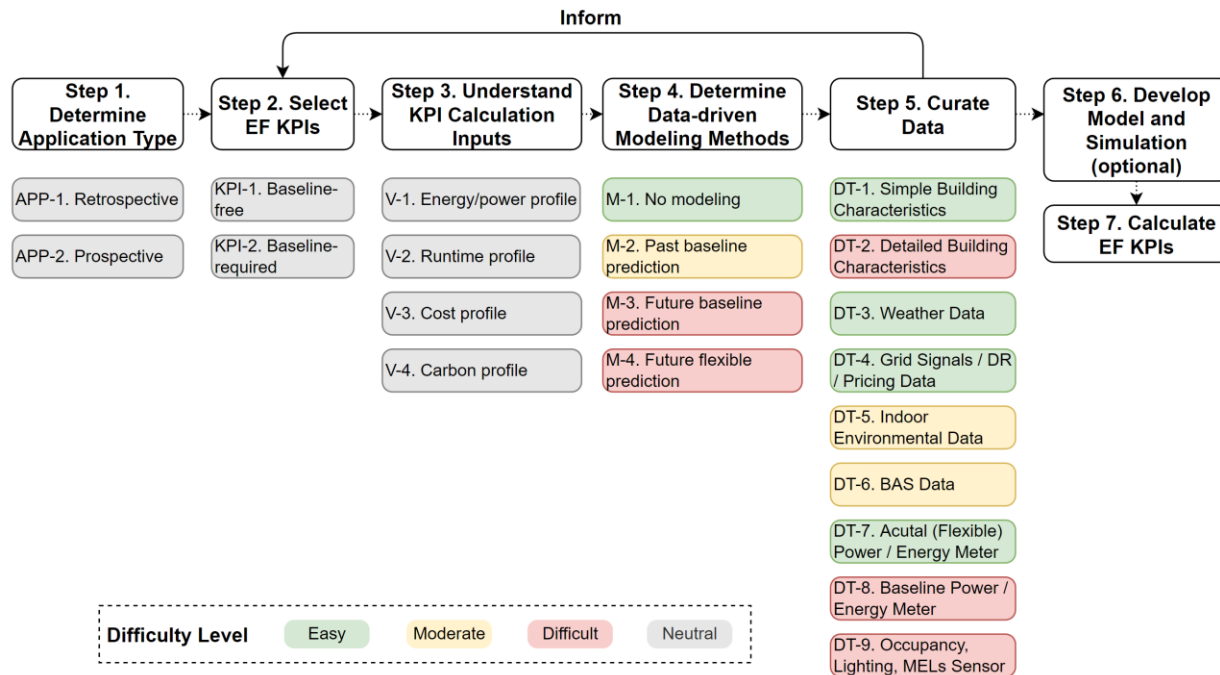 Inform
Step 1.
Determine
Application Type
Step 2. Select
EF KPIs
Step 3. Understand
KPI Calculation
Inputs
Step 4. Determine
Data-driven
Modeling Methods
Step 5. Curate
Data
Step 6. Develop
Model and
Simulation
(optional)
Step 7. Calculate
EF KPIs
APP-1. Retrospective
APP-2. Prospective
KPI-1. Baseline-
free
KPI-2. Baseline-
required
V-1. Energy/power profile
V-2. Runtime profile
V-3. Cost profile
V-4. Carbon profile
M-1. No modeling
M-2. Past baseline
prediction
M-3. Future baseline
prediction
M-4. Future flexible
prediction
DT-1. Simple Building
Characteristics
DT-2. Detailed Building
Characteristics
DT-3. Weather Data
DT-4. Grid Signals / DR
/ Pricing Data
DT-5. Indoor
Environmental Data
DT-6. BAS Data
DT-7. Acutal (Flexible)
Power / Energy Meter
DT-8. Baseline Power /
Energy Meter
DT-9. Occupancy,
Lighting, MELs Sensor
Difficulty Level
Easy
Moderate
Difficult
Neutral